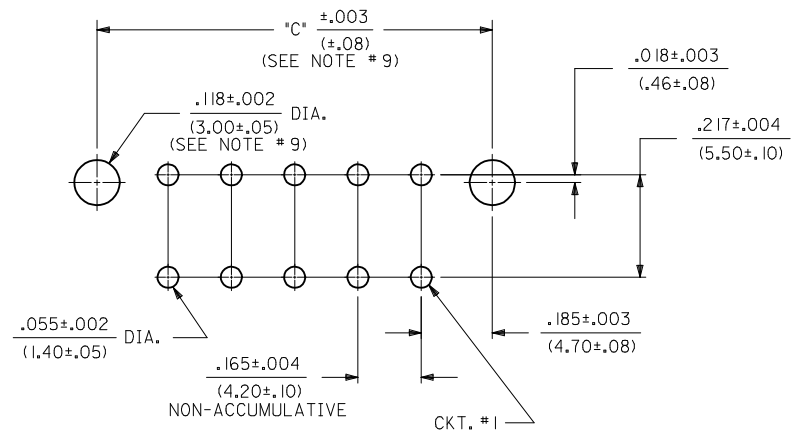 "C" ±.003
(±.08)
(SEE NOTE #9)
.018±.003
(.46±.08)
.118±.002 DIA.
(3.00±.05)
(SEE NOTE #9)
.217±.004
(5.50±.10)
.055±.002 DIA.
(1.40±.05)
.185±.003
(4.70±.08)
.165±.004
(4.20±.10)
NON-ACCUMULATIVE
CKT. #1